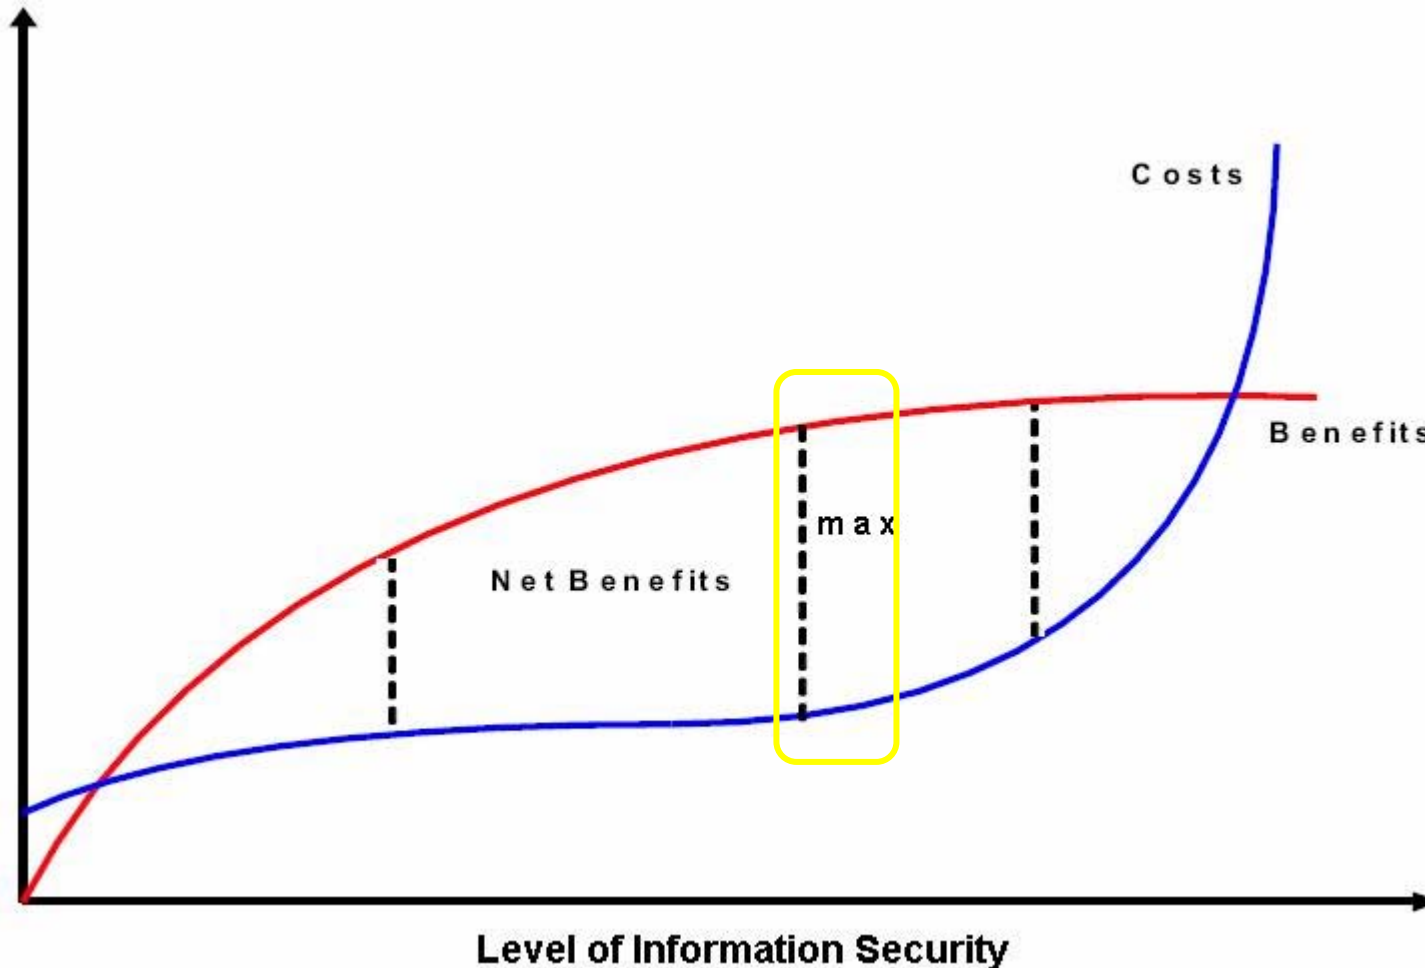 Costs
Benefits
max
Net Benefits
Level of Information Security